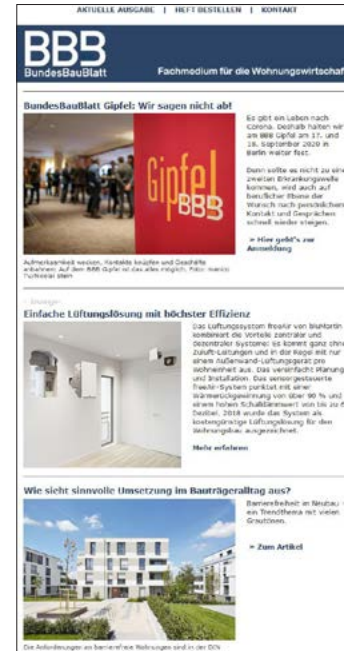 AKTUELLE AUSGABE | HEFT BESTELLEN | KONTAKT
BBB
BundesBauBlatt
Fachmedium für die Wohnungswirtschaf
BundesBauBlatt Gipfel: Wir sagen nicht ab!
Es gibt ein Leben nach
Corona. Deshalb halten wir
am BBB Gipfel am 17. und
18. September 2020 in
Berlin weiter fest.
Denn sollte es nicht zu eine
zweiten Erkrankungswelle
kommen, wird auch auf
beruflicher Ebene der
Wunsch nach persönlichem
Kontakt und Gesprächen
schnell wieder steigen.
» Hier geht's zur
Anmeldung
Gipfel
BBB
Aufmerksamkeit wecken, Kontakte knüpfen und Geschäfte
anbahnen: Auf dem BBB Gipfel ist das alles möglich. Foto:
- Anzeige-
Einfache Lüftungslösung mit höchster Effizienz
Das Lüftungssystem freeAir von bluMartin
kombiniert die Vorteile zentraler und
dezentraler Systeme: Es kommt ganz ohne
Zuluft-Leitungen und in der Regel mit nur
einem Außenwand-Lüftungsgerät pro
Wohneinheit aus. Das vereinfacht Planung
und Installation. Das sensorgesteuerte
freeAir-System punktet mit einer
Wärmerückgewinnung von über 90 % und
einem hohen Schalldämmwert von bis zu 6
Dezibel. 2018 wurde das System als
kostengünstige Lüftungslösung für den
Wohnungsbau ausgezeichnet.
Mehr erfahren
Wie sieht sinnvolle Umsetzung im Bauträgeralltag aus?
Barrierefreiheit im Neubau -
ein Trendthema mit vielen
Grautönen.
» Zum Artikel
Die Anforderungen an barrierefreie Wohnungen sind in der DIN